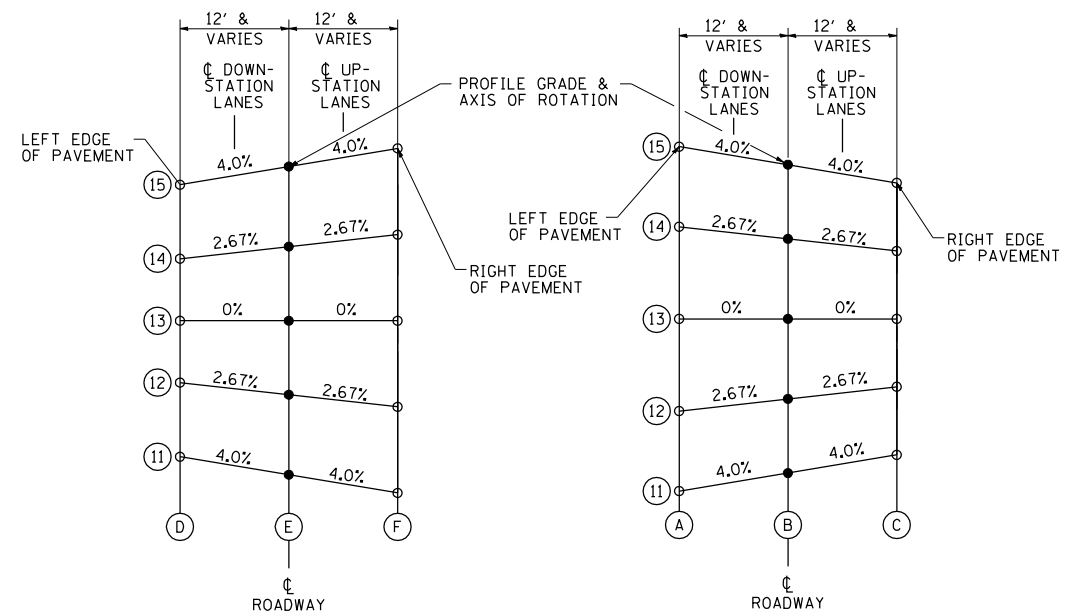 12' &
VARIES
12' &
VARIES
℄ DOWN-
STATION
LANES
℄ UP-
STATION
LANES
PROFILE GRADE &
AXIS OF ROTATION
LEFT EDGE
OF PAVEMENT
RIGHT EDGE
OF PAVEMENT
15
4.0%
4.0%
14
2.67%
2.67%
13
0%
0%
12
2.67%
2.67%
11
4.0%
4.0%
D
E
F
℄
ROADWAY
12' &
VARIES
12' &
VARIES
℄ DOWN-
STATION
LANES
℄ UP-
STATION
LANES
LEFT EDGE
OF PAVEMENT
RIGHT EDGE
OF PAVEMENT
15
4.0%
4.0%
14
2.67%
2.67%
13
0%
0%
12
2.67%
2.67%
11
4.0%
4.0%
A
B
C
℄
ROADWAY